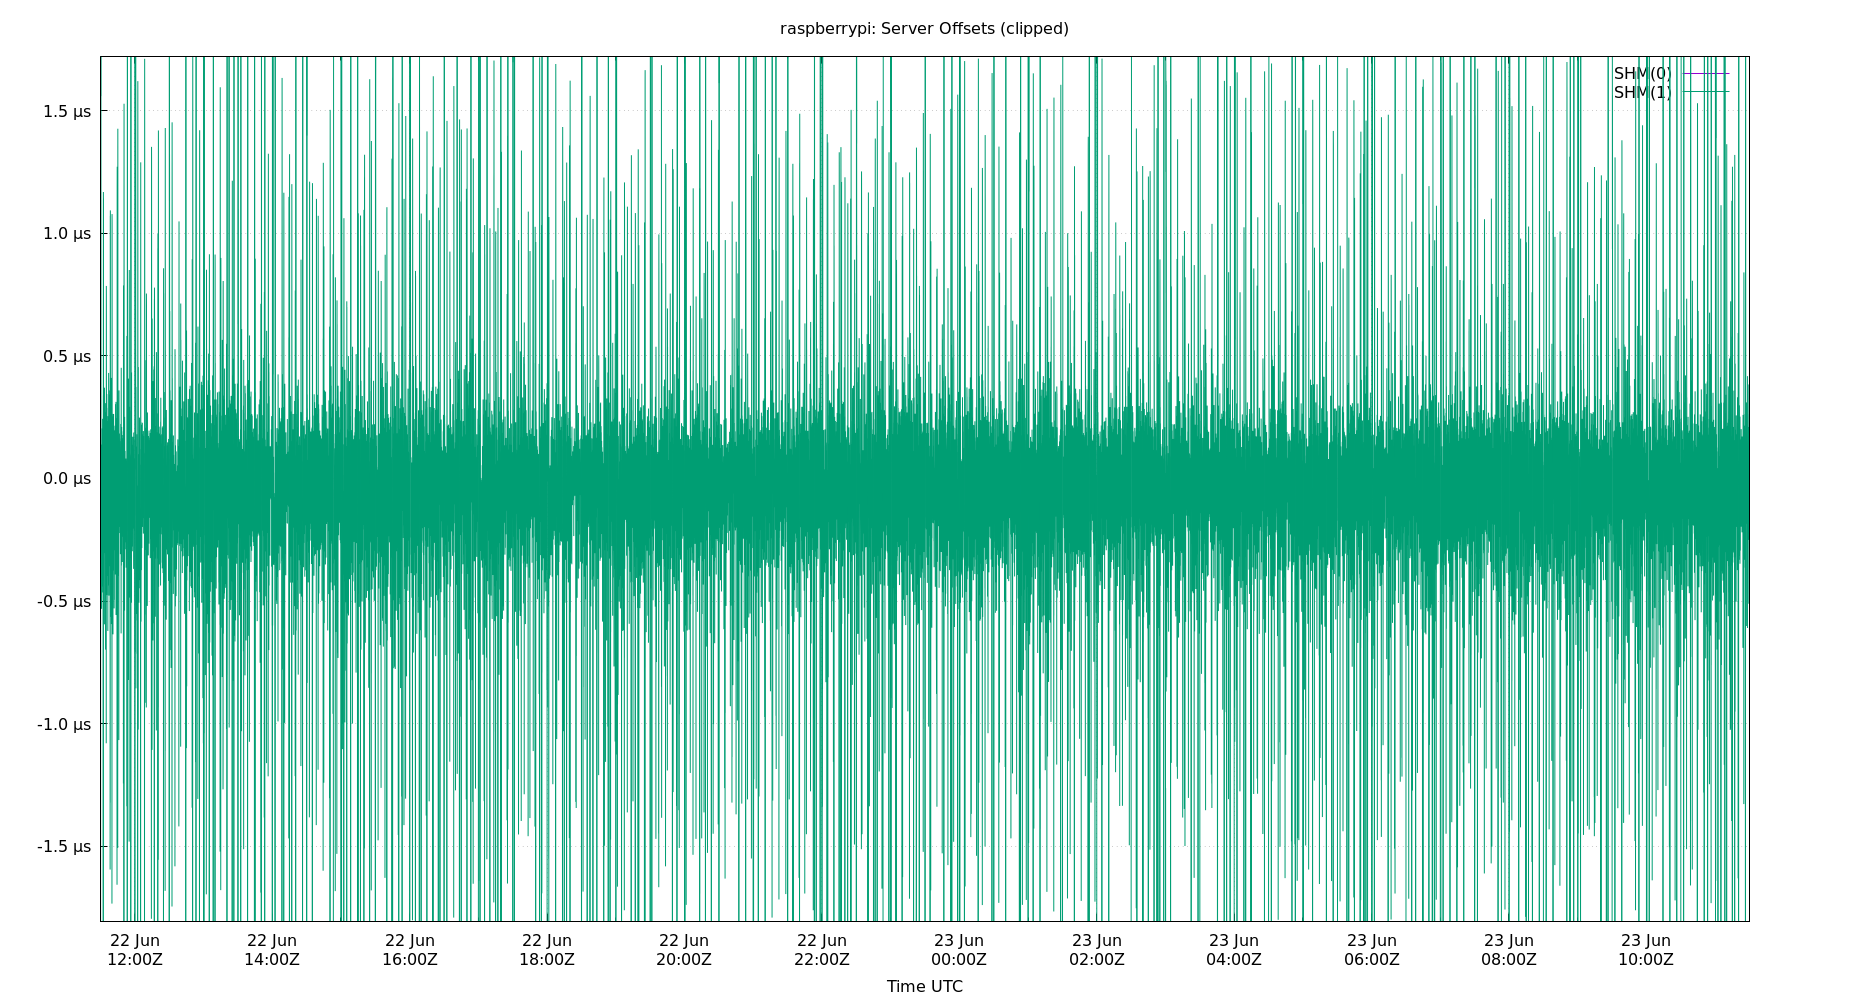 raspberrypi: Server Offsets (clipped)
SHM(0)
SHM(1)
1.5 µs
1.0 µs
0.5 µs
0.0 µs
-0.5 µs
-1.0 µs
-1.5 µs
22 Jun 22 Jun 22 Jun 22 Jun 22 Jun 22 Jun 23 Jun 23 Jun 23 Jun 23 Jun 23 Jun 23 Jun
12:00Z 14:00Z 16:00Z 18:00Z 20:00Z 22:00Z 00:00Z 02:00Z 04:00Z 06:00Z 08:00Z 10:00Z
Time UTC